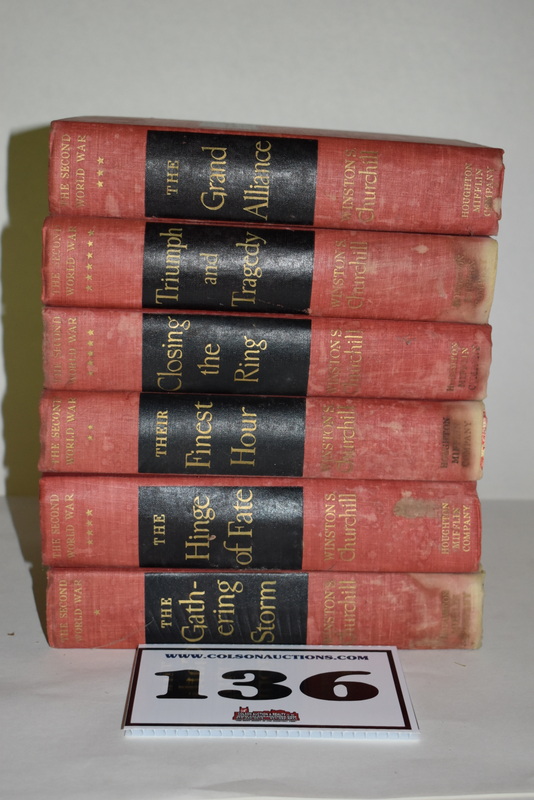 THE SECOND
WORLD WAR
★ ★ ★
THE
Grand
Alliance
WINSTON S.
Churchill
HOUGHTON
MIFFLIN
COMPANY
THE SECOND
WORLD WAR
★ ★ ★ ★ ★ ★
Triumph
and
Tragedy
WINSTON S.
Churchill
THE SECOND
WORLD WAR
★ ★ ★ ★ ★
Closing
the
Ring
WINSTON S.
Churchill
HOUGHTON
MIFFLIN
COMPANY
THE SECOND
WORLD WAR
★ ★
THEIR
Finest
Hour
WINSTON S.
Churchill
HOUGHTON
MIFFLIN
COMPANY
THE SECOND
WORLD WAR
★ ★ ★ ★
THE
Hinge
of Fate
WINSTON S.
Churchill
HOUGHTON
MIFFLIN
COMPANY
THE SECOND
WORLD WAR
★
THE
Gath-
ering
Storm
WINSTON S.
Churchill
WWW.COLSONAUCTIONS.COM
136